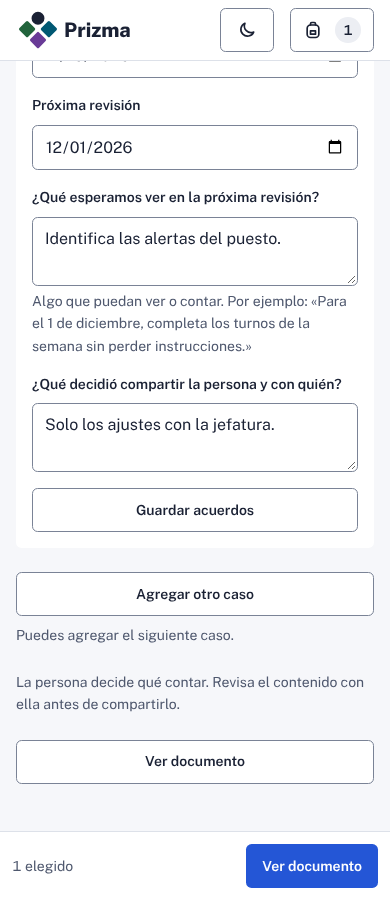 Prizma
1
Próxima revisión
12/01/2026
¿Qué esperamos ver en la próxima revisión?
Identifica las alertas del puesto.
Algo que puedan ver o contar. Por ejemplo: «Para
el 1 de diciembre, completa los turnos de la
semana sin perder instrucciones.»
¿Qué decidió compartir la persona y con quién?
Solo los ajustes con la jefatura.
Guardar acuerdos
Agregar otro caso
Puedes agregar el siguiente caso.
La persona decide qué contar. Revisa el contenido con
ella antes de compartirlo.
Ver documento
1 elegido
Ver documento